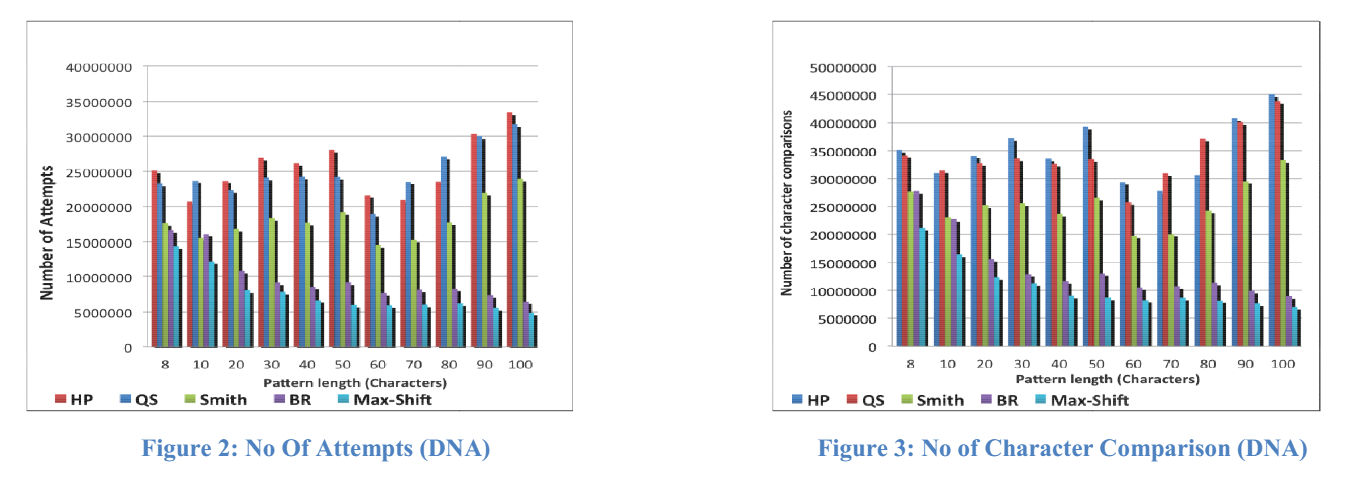 40000000
35000000
30000000
25000000
20000000
15000000
10000000
5000000
0
Number of Attempts
8 10 20 30 40 50 60 70 80 90 100
Pattern length (Characters)
HP QS Smith BR Max-Shift
Figure 2: No Of Attempts (DNA)
50000000
45000000
40000000
35000000
30000000
25000000
20000000
15000000
10000000
5000000
0
Number of character comparisons
8 10 20 30 40 50 60 70 80 90 100
Pattern length (Characters)
HP QS Smith BR Max-Shift
Figure 3: No of Character Comparison (DNA)